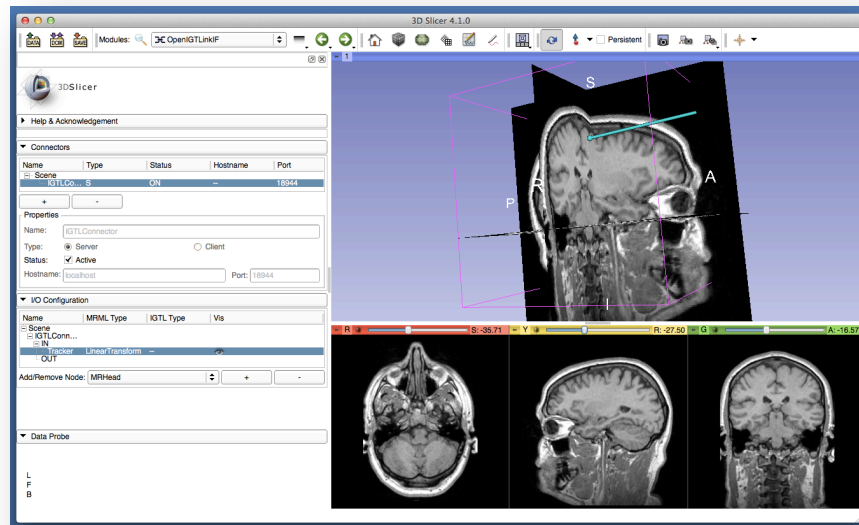 3D Slicer 4.1.0
DATA DCM SAVE Modules: OpenIGTLinkIF Persistent
1
3DSlicer
Help & Acknowledgement
Connectors
Name Type Status Hostname Port
Scene
IGTLCo... S ON -- 18944
+ -
Properties
Name: IGTLConnector
Type: Server Client
Status: Active
Hostname: localhost Port: 18944
I/O Configuration
Name MRML Type IGTL Type Vis
Scene
IGTLConn...
IN
Tracker LinearTransform --
OUT
Add/Remove Node: MRHead + -
Data Probe
L
F
B
S
R
P
A
I
R S: -35.71 Y R: -27.50 G A: -16.57